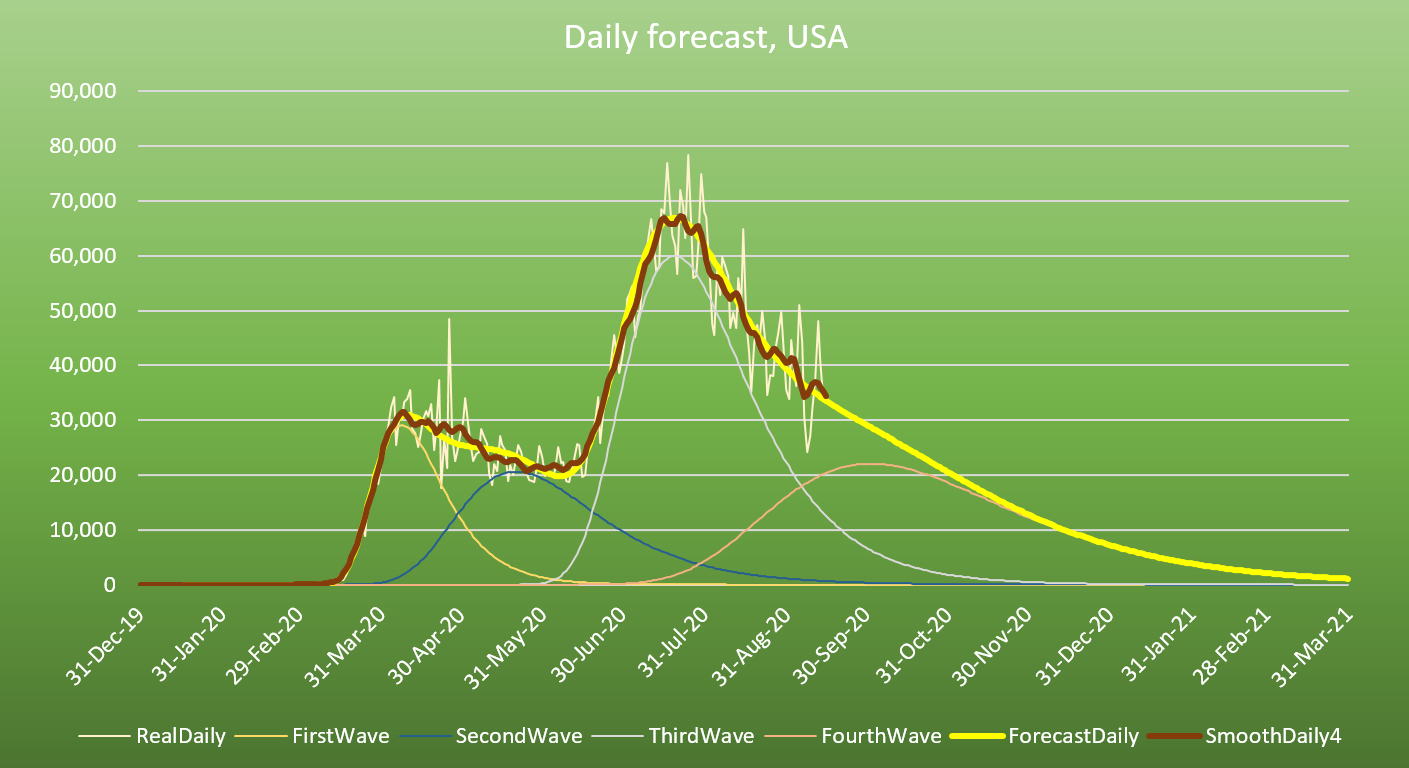 Daily forecast, USA
90,000
80,000
70,000
60,000
50,000
40,000
30,000
20,000
10,000
0
31-Dec-19
31-Jan-20
29-Feb-20
31-Mar-20
30-Apr-20
31-May-20
30-Jun-20
31-Jul-20
31-Aug-20
30-Sep-20
31-Oct-20
30-Nov-20
31-Dec-20
31-Jan-21
28-Feb-21
31-Mar-21
RealDaily FirstWave SecondWave ThirdWave FourthWave ForecastDaily SmoothDaily4